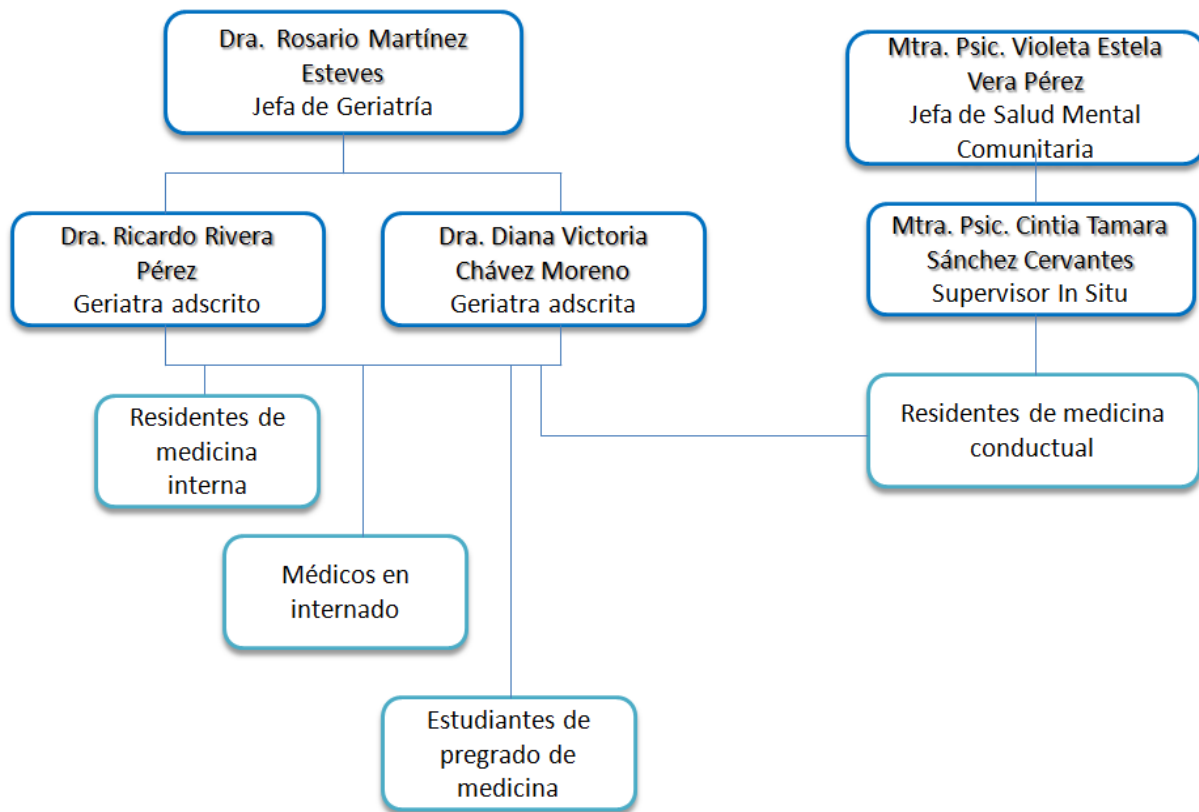 Dra. Rosario Martínez
Esteves
Jefa de Geriatría
Mtra. Psic. Violeta Estela
Vera Pérez
Jefa de Salud Mental
Comunitaria
Dra. Ricardo Rivera
Pérez
Geriatra adscrito
Dra. Diana Victoria
Chávez Moreno
Geriatra adscrita
Mtra. Psic. Cintia Tamara
Sánchez Cervantes
Supervisor In Situ
Residentes de
medicina
interna
Residentes de medicina
conductual
Médicos en
internado
Estudiantes de
pregrado de
medicina